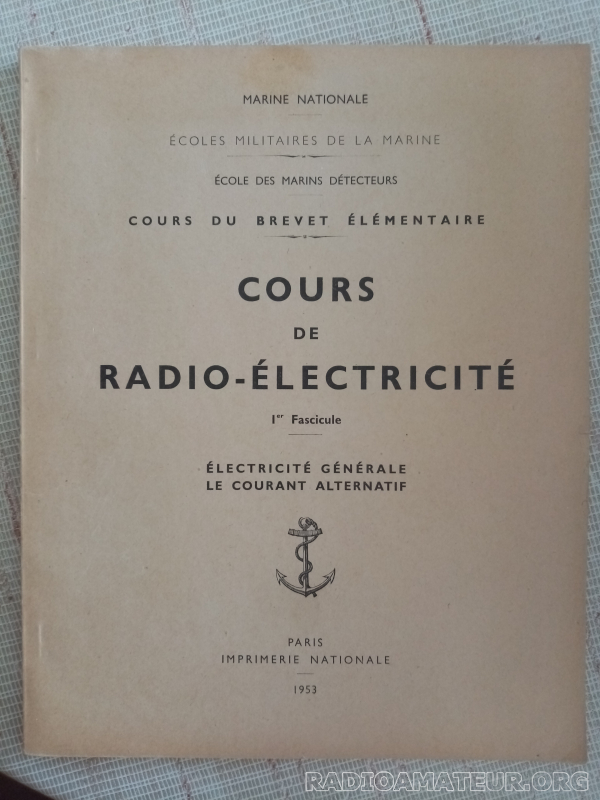 MARINE NATIONALE
ÉCOLES MILITAIRES DE LA MARINE
ÉCOLE DES MARINS DÉTECTEURS
COURS DU BREVET ÉLÉMENTAIRE
COURS
DE
RADIO-ÉLECTRICITÉ
1er Fascicule
ÉLECTRICITÉ GÉNÉRALE
LE COURANT ALTERNATIF
PARIS
IMPRIMERIE NATIONALE
1953
RADIOAMATEUR.ORG